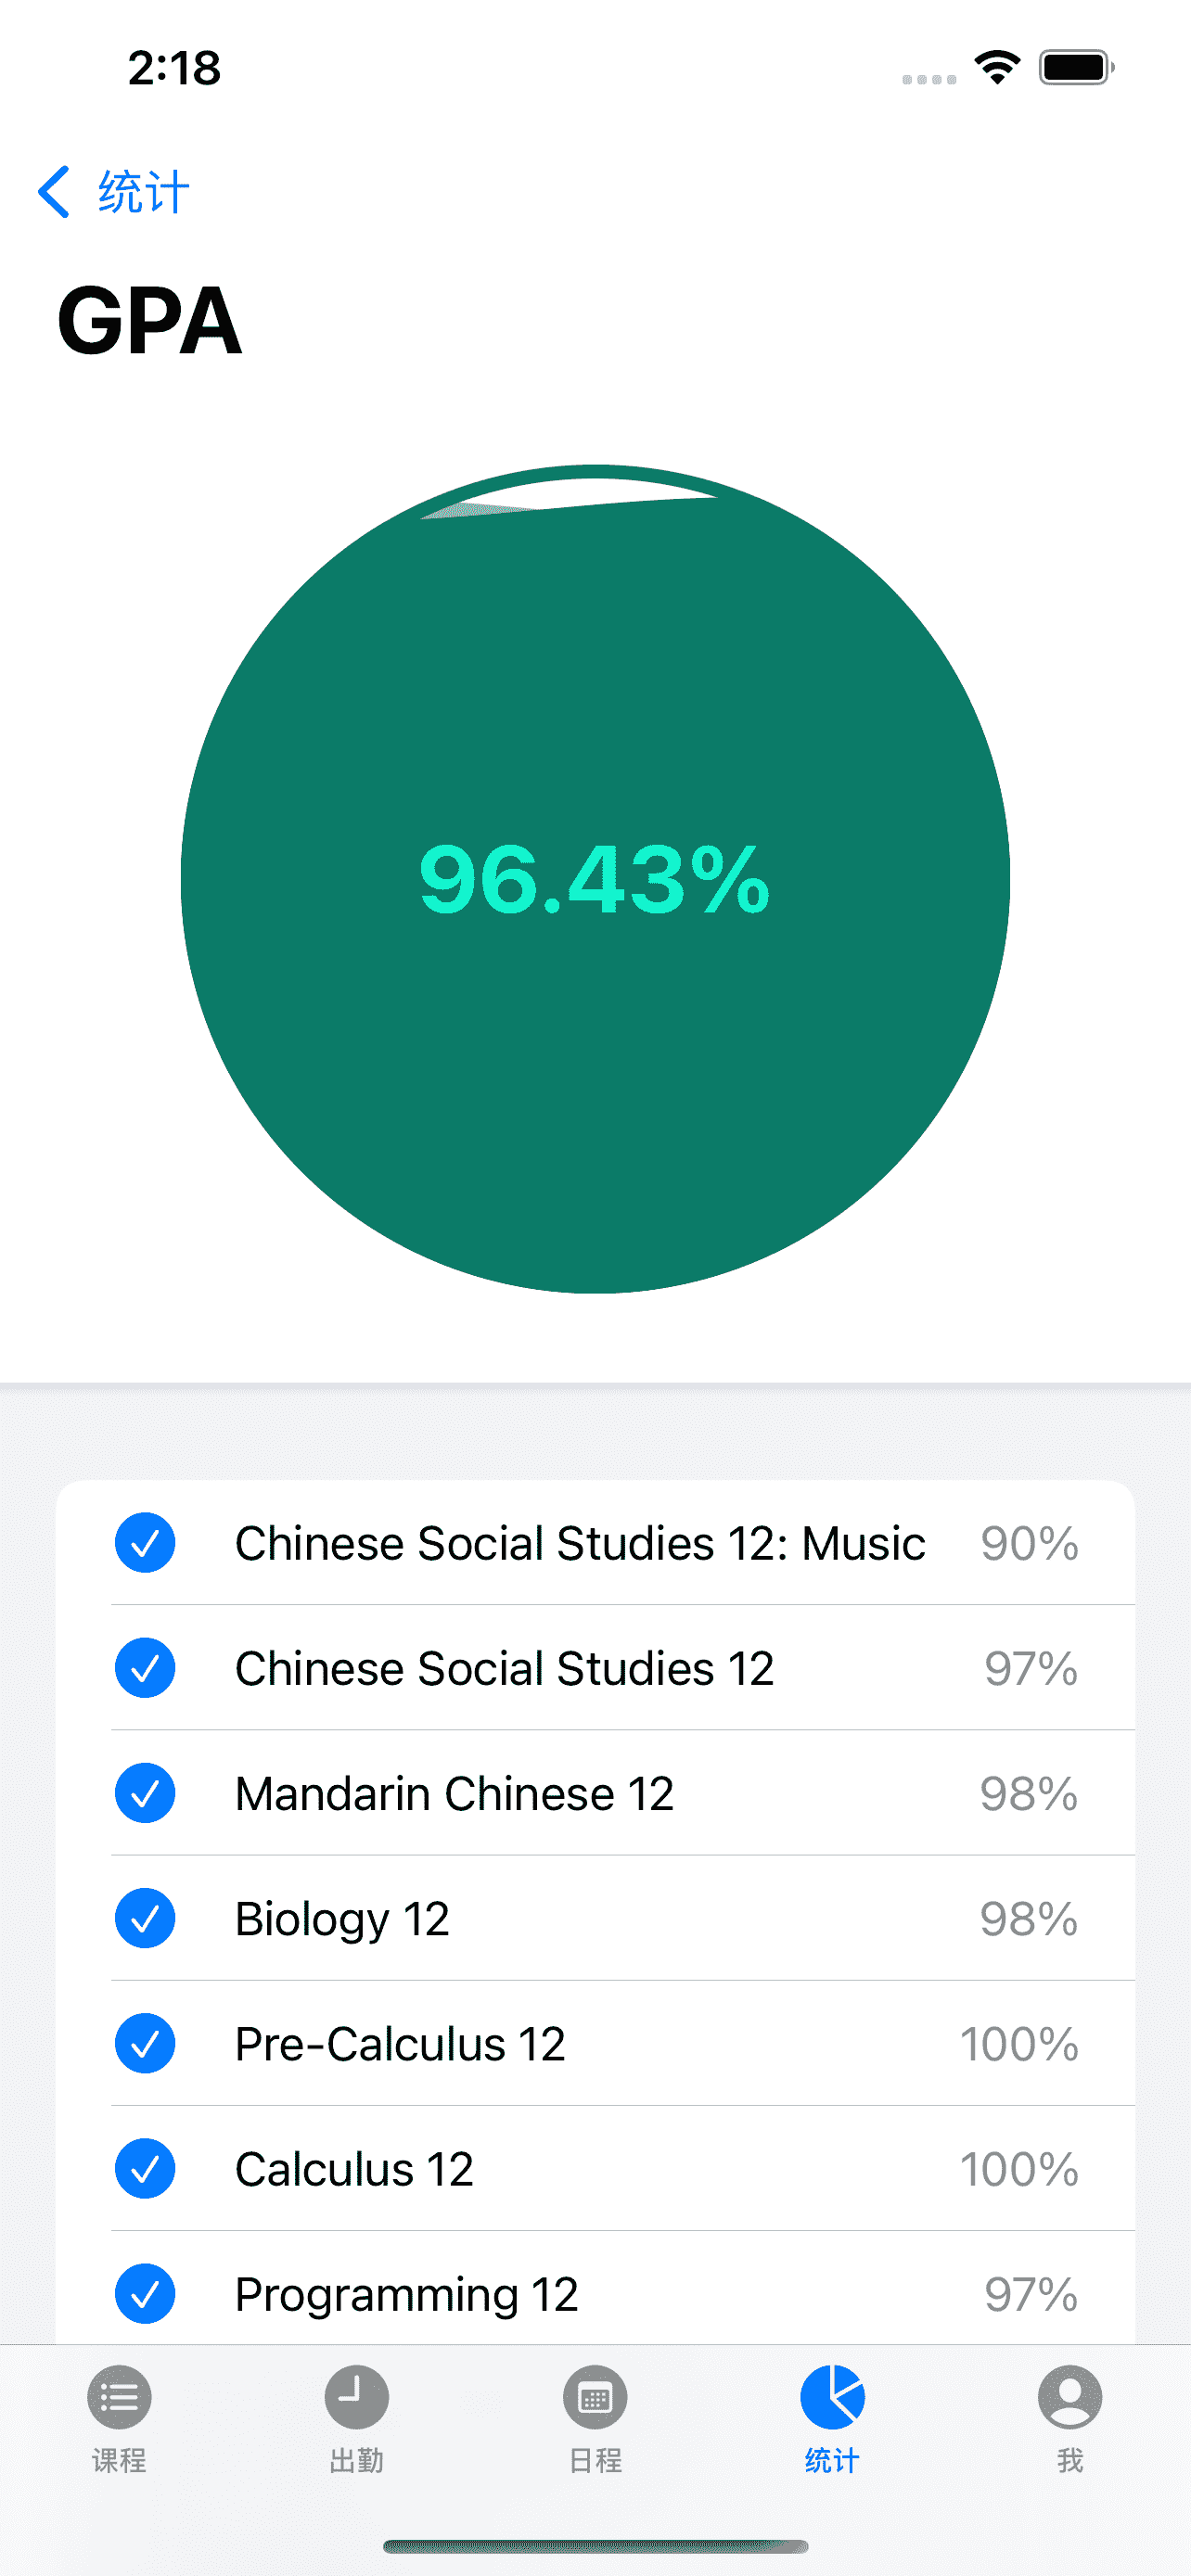 2:18
统计
GPA
96.43%
Chinese Social Studies 12: Music 90%
Chinese Social Studies 12 97%
Mandarin Chinese 12 98%
Biology 12 98%
Pre-Calculus 12 100%
Calculus 12 100%
Programming 12 97%
课程 出勤 日程 统计 我